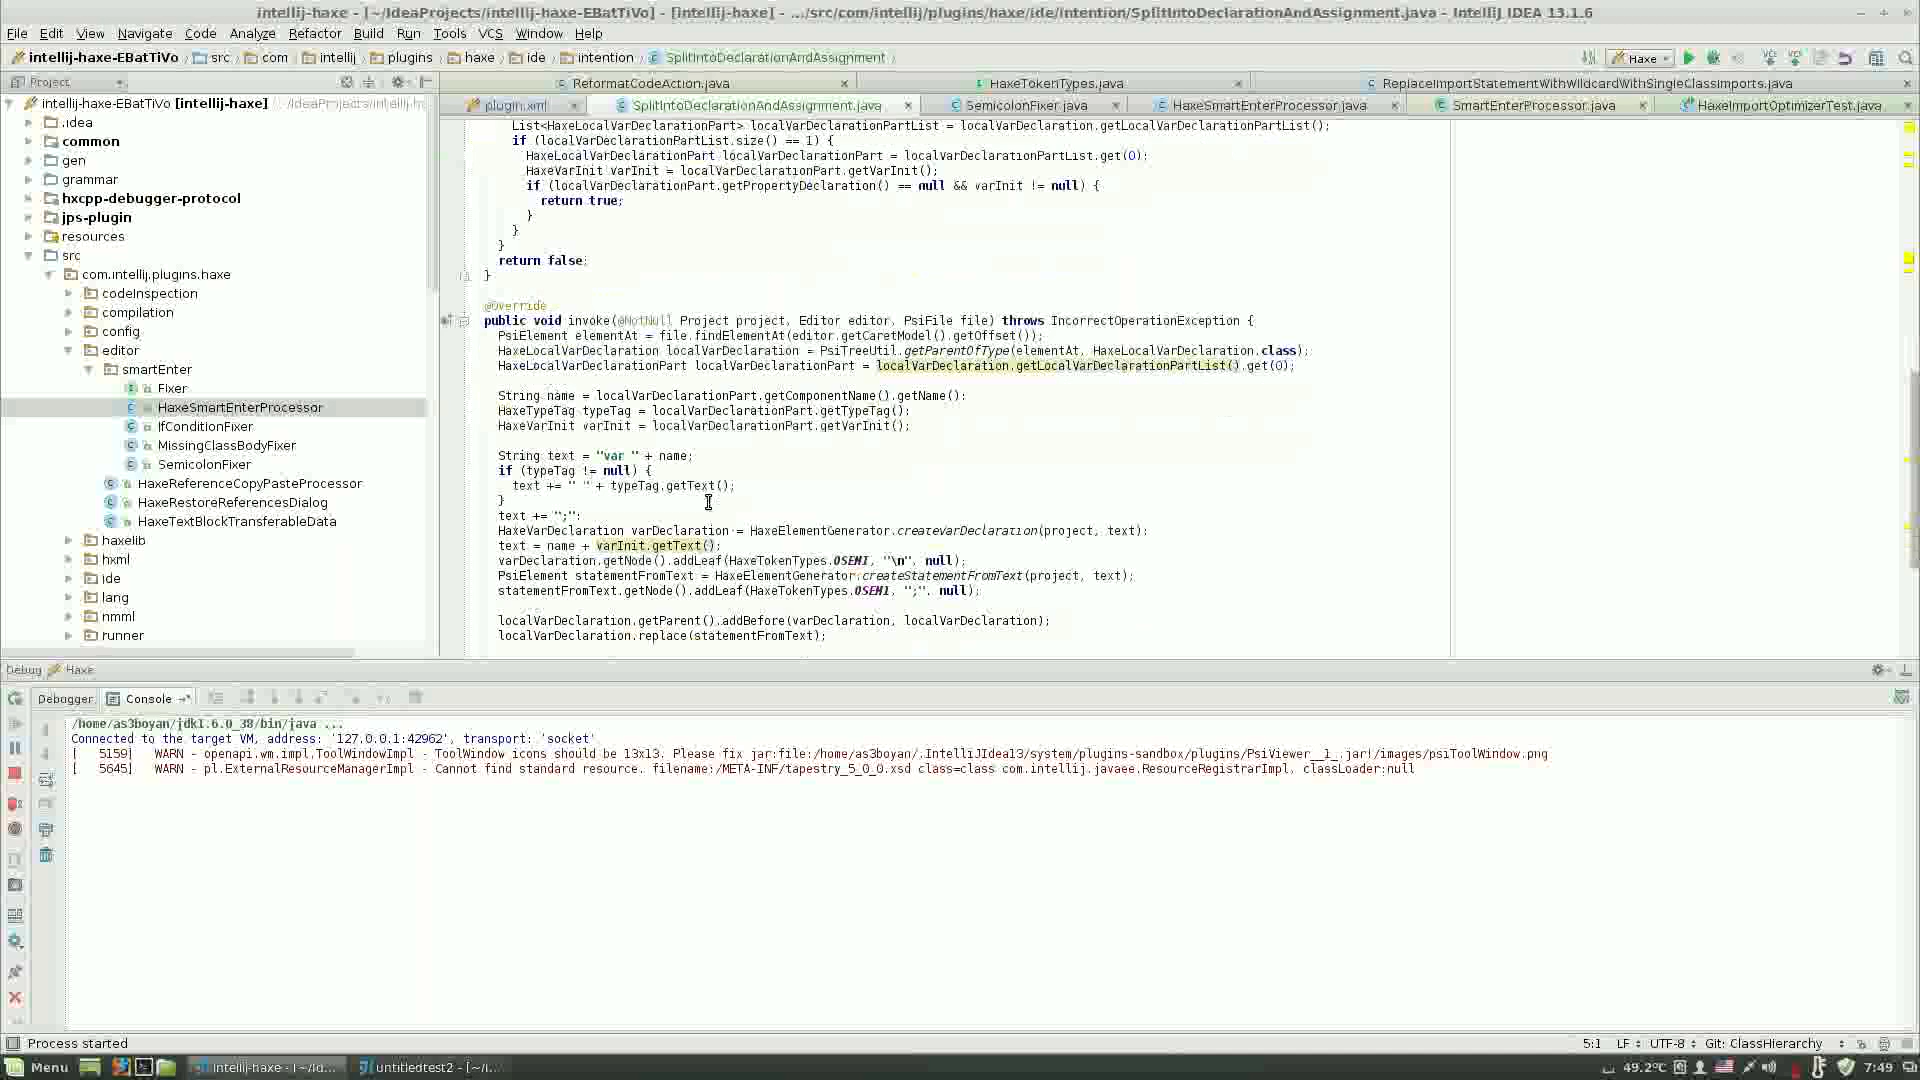 intellij-haxe - [~/IdeaProjects/intellij-haxe-EBatTiVo] - [intellij-haxe] - .../src/com/intellij/plugins/haxe/ide/intention/SplitIntoDeclarationAndAssignment.java - IntelliJ IDEA 13.1.6
File Edit View Navigate Code Analyze Refactor Build Run Tools VCS Window Help
intellij-haxe-EBatTiVo src com intellij plugins haxe ide intention SplitIntoDeclarationAndAssignment Haxe
Project ReformatCodeAction.java HaxeTokenTypes.java ReplaceImportStatementWithWildcardWithSingleClassImports.java
plugin.xml SplitIntoDeclarationAndAssignment.java SemicolonFixer.java HaxeSmartEnterProcessor.java SmartEnterProcessor.java HaxeImportOptimizerTest.java
intellij-haxe-EBatTiVo [intellij-haxe]
.idea
common
gen
grammar
hxcpp-debugger-protocol
jps-plugin
resources
src
com.intellij.plugins.haxe
codeInspection
compilation
config
editor
smartEnter
Fixer
HaxeSmartEnterProcessor
IfConditionFixer
MissingClassBodyFixer
SemicolonFixer
HaxeReferenceCopyPasteProcessor
HaxeRestoreReferencesDialog
HaxeTextBlockTransferableData
haxelib
hxml
ide
lang
nmml
runner
List<HaxeLocalVarDeclarationPart> localVarDeclarationPartList = localVarDeclaration.getLocalVarDeclarationPartList();
if (localVarDeclarationPartList.size() == 1) {
HaxeLocalVarDeclarationPart localVarDeclarationPart = localVarDeclarationPartList.get(0);
HaxeVarInit varInit = localVarDeclarationPart.getVarInit();
if (localVarDeclarationPart.getPropertyDeclaration() == null && varInit != null) {
return true;
}
}
}
return false;
}
@Override
public void invoke(@NotNull Project project, Editor editor, PsiFile file) throws IncorrectOperationException {
PsiElement elementAt = file.findElementAt(editor.getCaretModel().getOffset());
HaxeLocalVarDeclaration localVarDeclaration = PsiTreeUtil.getParentOfType(elementAt, HaxeLocalVarDeclaration.class);
HaxeLocalVarDeclarationPart localVarDeclarationPart = localVarDeclaration.getLocalVarDeclarationPartList().get(0);
String name = localVarDeclarationPart.getComponentName().getName();
HaxeTypeTag typeTag = localVarDeclarationPart.getTypeTag();
HaxeVarInit varInit = localVarDeclarationPart.getVarInit();
String text = "var " + name;
if (typeTag != null) {
text += " " + typeTag.getText();
}
text += ";";
HaxeVarDeclaration varDeclaration = HaxeElementGenerator.createVarDeclaration(project, text);
text = name + varInit.getText();
varDeclaration.getNode().addLeaf(HaxeTokenTypes.OSEMI, "\n", null);
PsiElement statementFromText = HaxeElementGenerator.createStatementFromText(project, text);
statementFromText.getNode().addLeaf(HaxeTokenTypes.OSEMI, ";", null);
localVarDeclaration.getParent().addBefore(varDeclaration, localVarDeclaration);
localVarDeclaration.replace(statementFromText);
Debug Haxe
Debugger Console
/home/as3boyan/jdk1.6.0_38/bin/java ...
Connected to the target VM, address: '127.0.0.1:42962', transport: 'socket'
[ 5159] WARN - openapi.wm.impl.ToolWindowImpl - ToolWindow icons should be 13x13. Please fix jar:file:/home/as3boyan/.IntelliJIdea13/system/plugins-sandbox/plugins/PsiViewer__1_.jar!/images/psiToolWindow.png
[ 5645] WARN - pl.ExternalResourceManagerImpl - Cannot find standard resource. filename:/META-INF/tapestry_5_0_0.xsd class=class com.intellij.javaee.ResourceRegistrarImpl, classLoader:null
Process started 5:1 LF UTF-8 Git: ClassHierarchy
Menu intellij-haxe - [~/Id... untitledtest2 - [~/I... 49.2°C 7:49